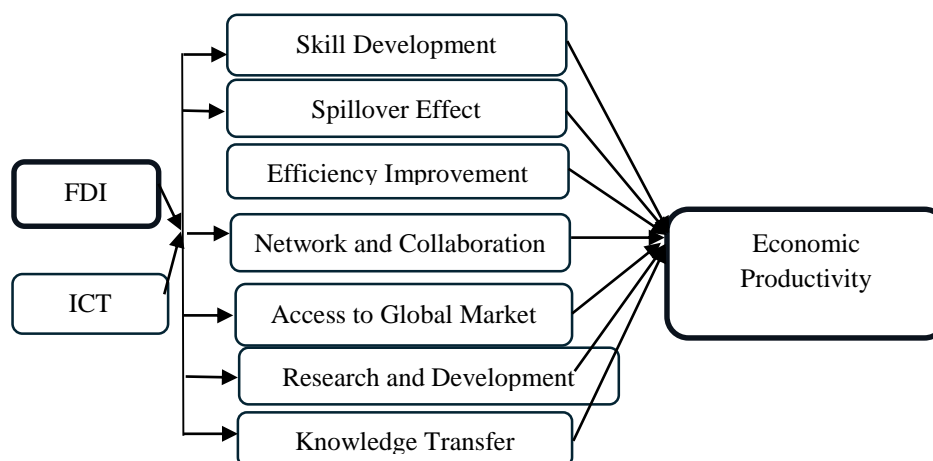 Skill Development
Spillover Effect
Efficiency Improvement
FDI
Network and Collaboration
Economic
Productivity
ICT
Access to Global Market
Research and Development
Knowledge Transfer